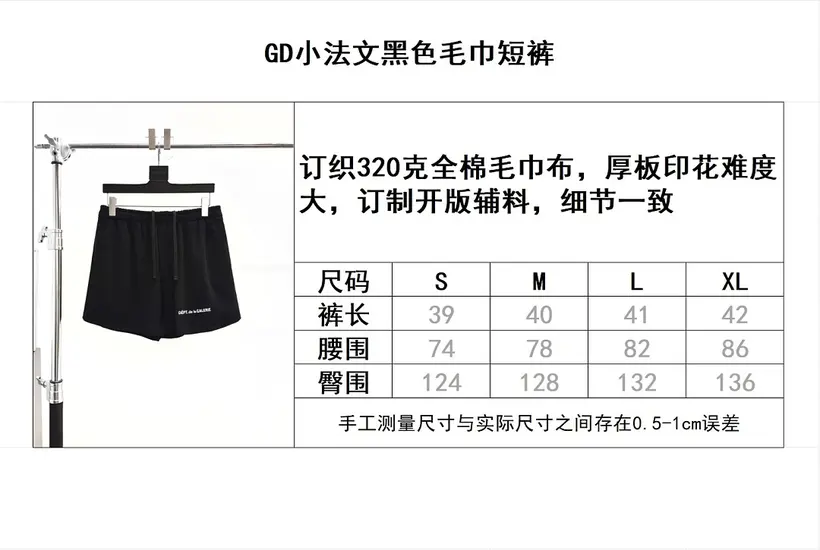 GD小法文黑色毛巾短裤
订织320克全棉毛巾布，厚板印花难度
大，订制开版辅料，细节一致
尺码 S M L XL
裤长 39 40 41 42
腰围 74 78 82 86
臀围 124 128 132 136
手工测量尺寸与实际尺寸之间存在0.5-1cm误差
DÉPT. de la GALERIE